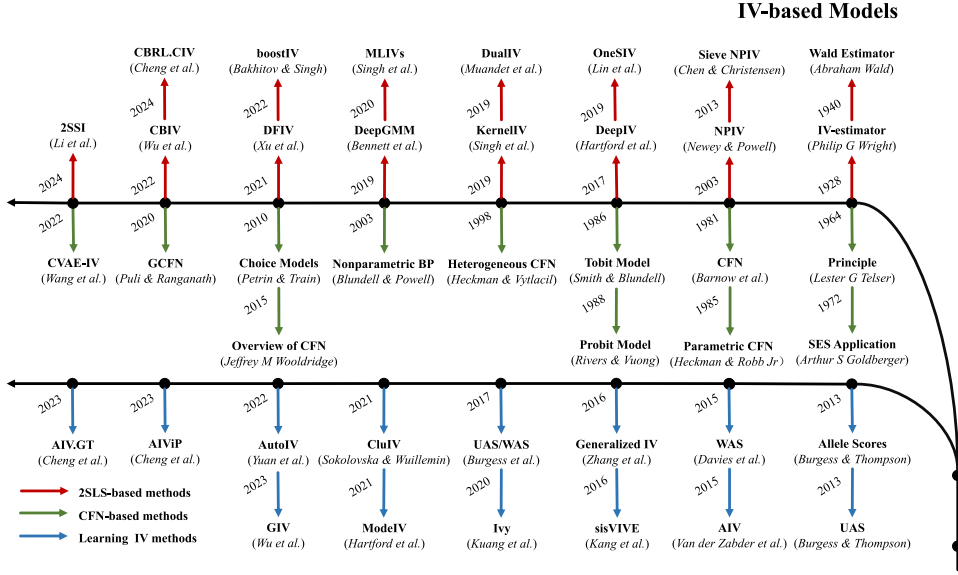 IV-based Models
CBRL.CIV
(Cheng et al.)
boostIV
(Bakhitov & Singh)
MLIVs
(Singh et al.)
DualIV
(Muandet et al.)
OneSIV
(Lin et al.)
Sieve NPIV
(Chen & Christensen)
Wald Estimator
(Abraham Wald)
2024
2022
2020
2019
2019
2013
1940
2SSI
(Li et al.)
CBIV
(Wu et al.)
DFIV
(Xu et al.)
DeepGMM
(Bennett et al.)
KernelIV
(Singh et al.)
DeepIV
(Hartford et al.)
NPIV
(Newey & Powell)
IV-estimator
(Philip G Wright)
2024
2022
2021
2019
2019
2017
2003
1928
2022
2020
2010
2003
1998
1986
1981
1964
CVAE-IV
(Wang et al.)
GCFN
(Puli & Ranganath)
Choice Models
(Petrin & Train)
Nonparametric BP
(Blundell & Powell)
Heterogeneous CFN
(Heckman & Vytlacil)
Tobit Model
(Smith & Blundell)
CFN
(Barnow et al.)
Principle
(Lester G Telser)
2015
1988
1985
1972
Overview of CFN
(Jeffrey M Wooldridge)
Probit Model
(Rivers & Vuong)
Parametric CFN
(Heckman & Robb Jr)
SES Application
(Arthur S Goldberger)
2023
2023
2022
2021
2017
2016
2015
2013
AIV.GT
(Cheng et al.)
AIViP
(Cheng et al.)
AutoIV
(Yuan et al.)
CluIV
(Sokolovska & Wuillemin)
UAS/WAS
(Burgess et al.)
Generalized IV
(Zhang et al.)
WAS
(Davies et al.)
Allele Scores
(Burgess & Thompson)
2023
2021
2020
2016
2015
2013
GIV
(Wu et al.)
ModeIV
(Hartford et al.)
Ivy
(Kuang et al.)
sisVIVE
(Kang et al.)
AIV
(Van der Zabder et al.)
UAS
(Burgess & Thompson)
2SLS-based methods
CFN-based methods
Learning IV methods